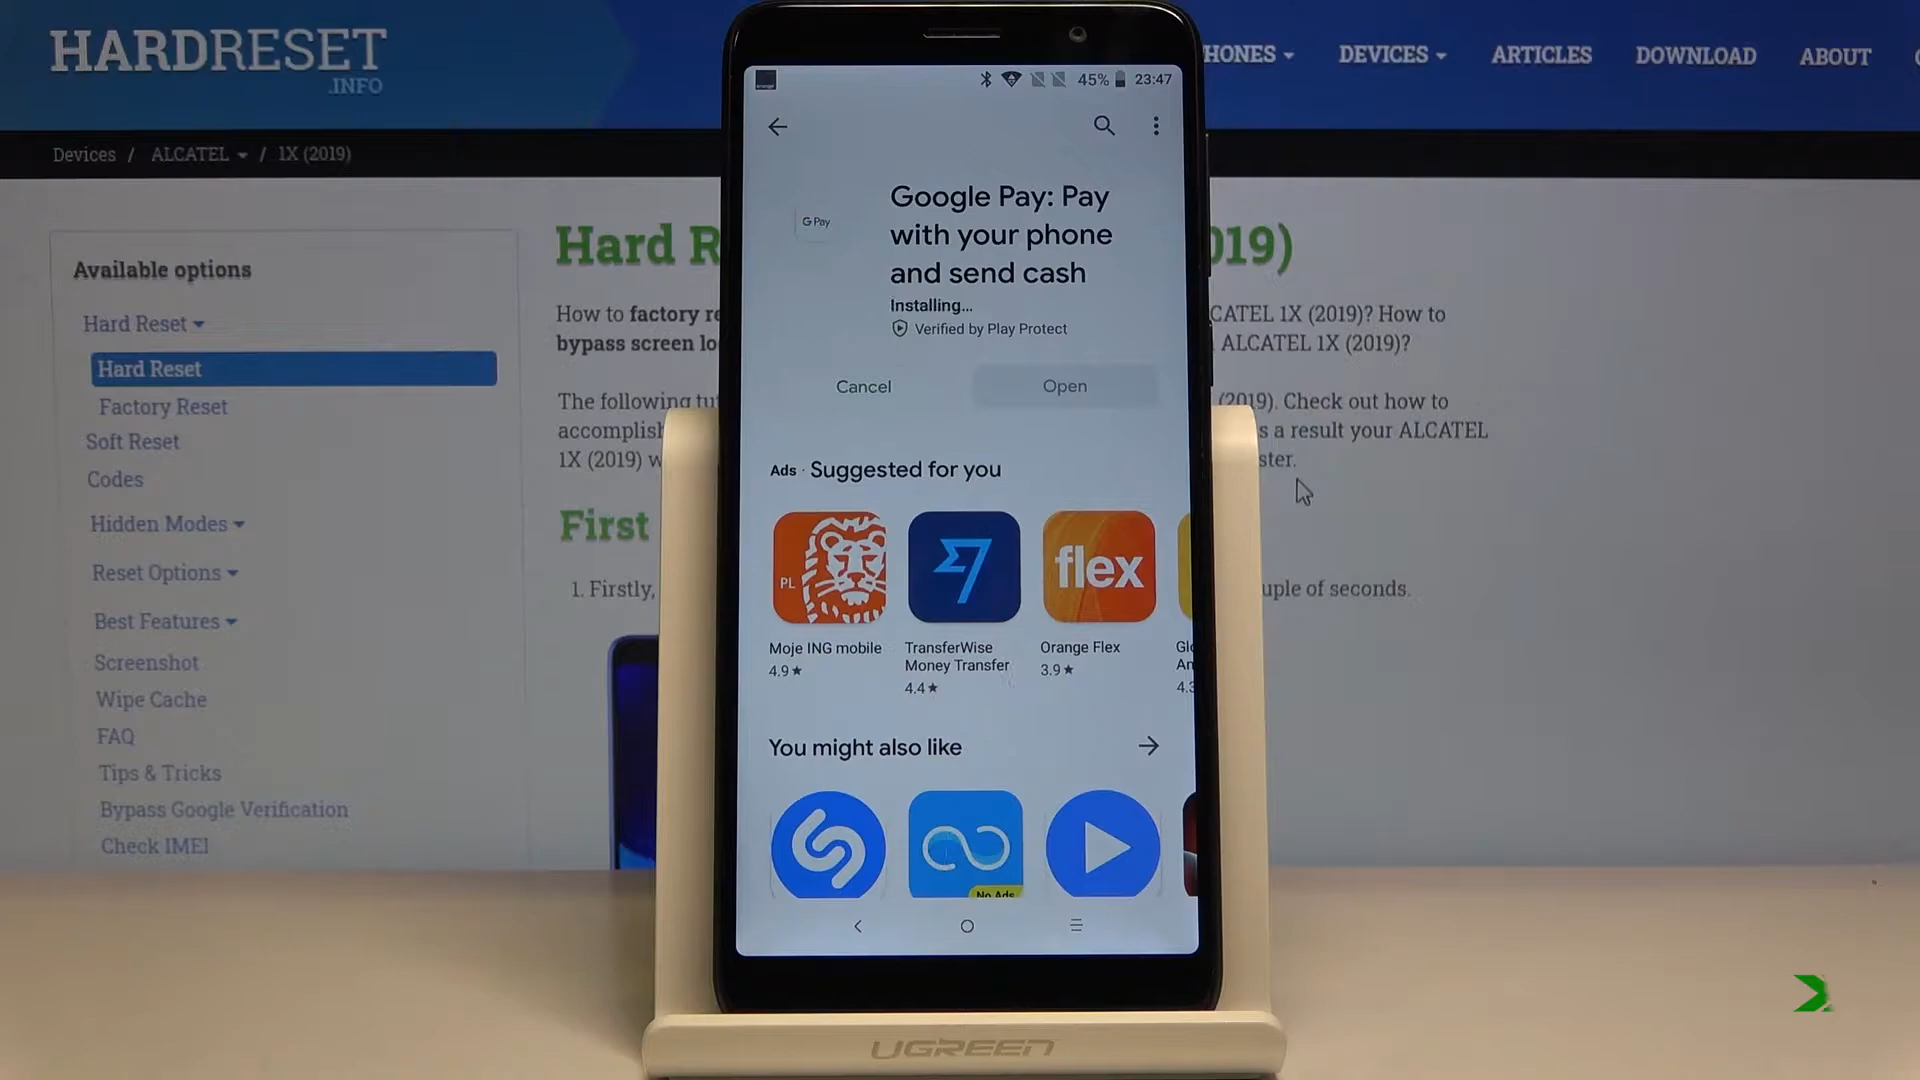 HARDRESET
.INFO
HONES
DEVICES
ARTICLES
DOWNLOAD
ABOUT
Devices / ALCATEL / 1X (2019)
Available options
Hard Reset
Hard Reset
Factory Reset
Soft Reset
Codes
Hidden Modes
Reset Options
Best Features
Screenshot
Wipe Cache
FAQ
Tips & Tricks
Bypass Google Verification
Check IMEI
Hard R
019)
How to factory re
CATEL 1X (2019)? How to
bypass screen lo
ALCATEL 1X (2019)?
The following tut
(2019). Check out how to
accomplish
s a result your ALCATEL
1X (2019) w
ster.
First
1. Firstly,
uple of seconds.
45% 23:47
G Pay
Google Pay: Pay
with your phone
and send cash
Installing...
Verified by Play Protect
Cancel
Open
Ads · Suggested for you
PL
flex
Moje ING mobile
4.9★
TransferWise
Money Transfer
4.4★
Orange Flex
3.9★
An
4.3
You might also like
No Ads
UGREEN